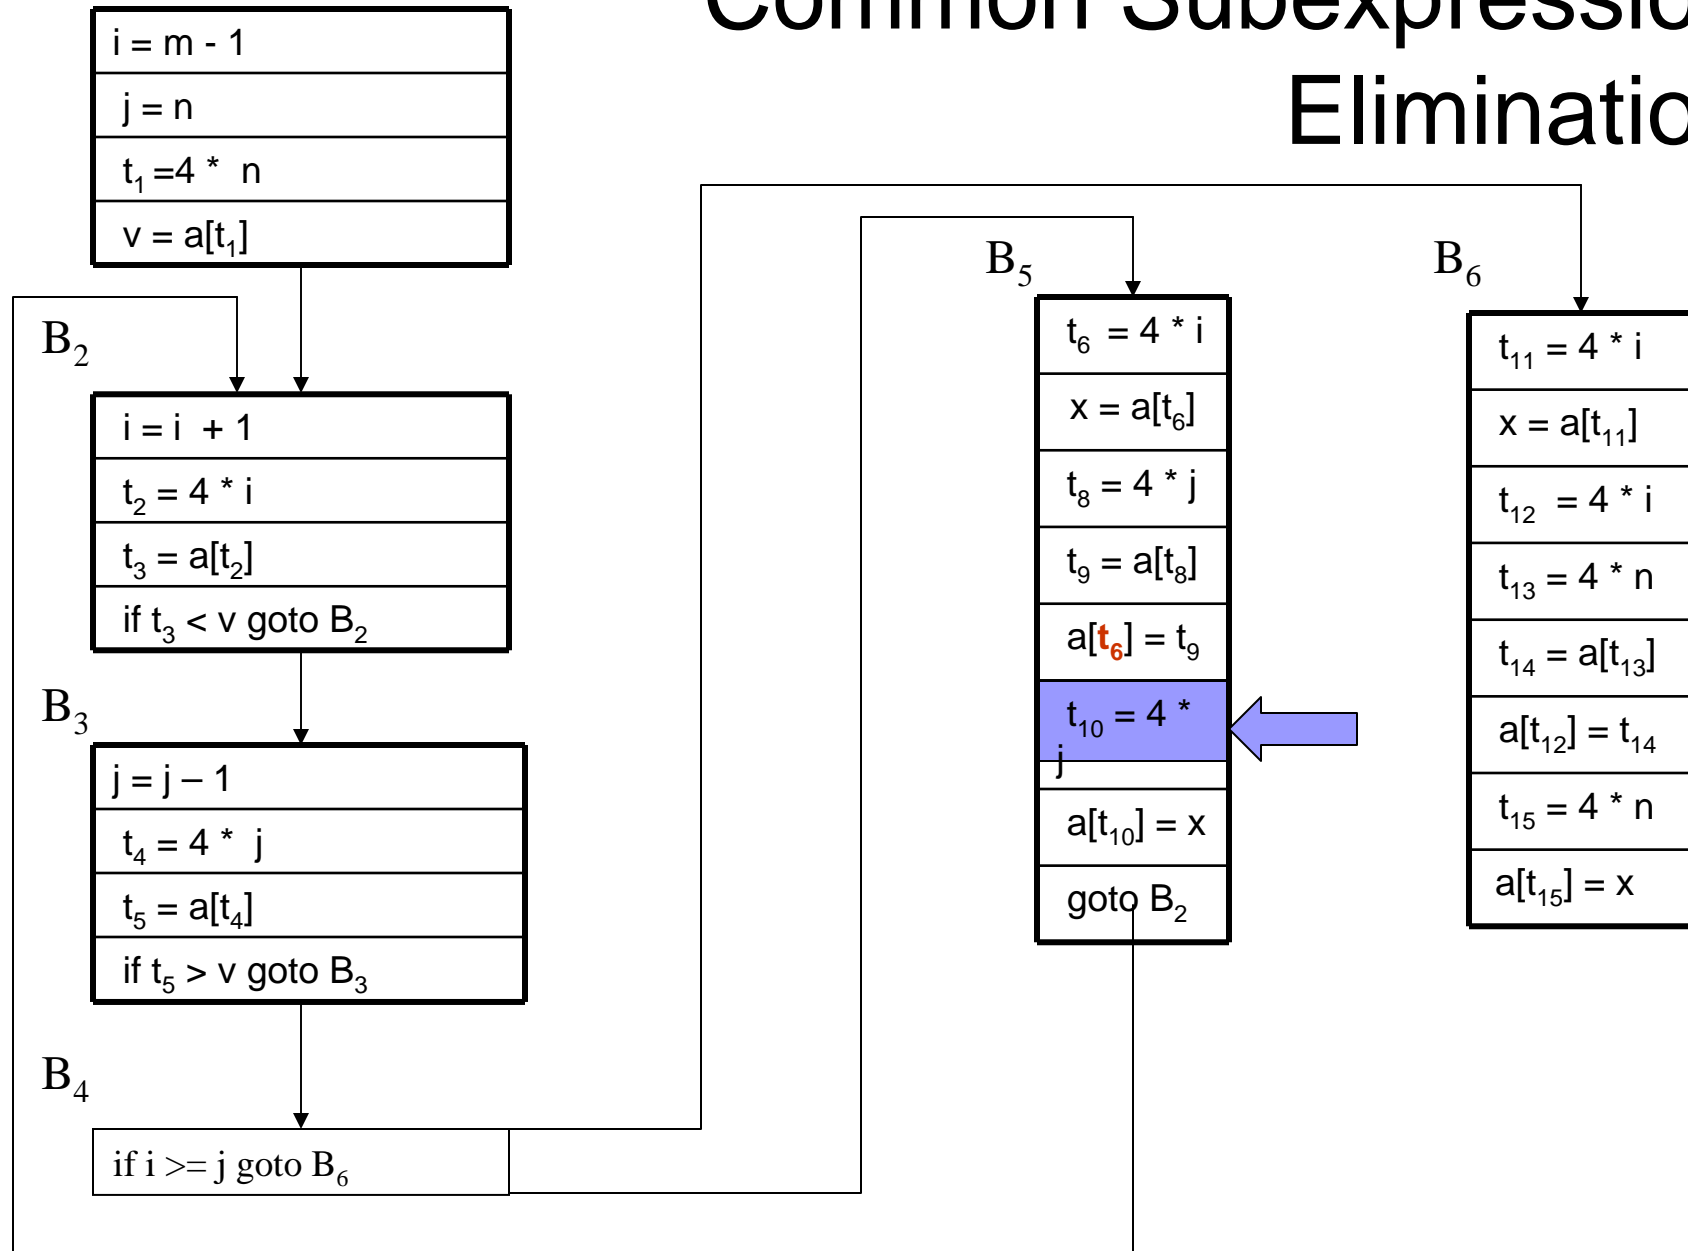 Common Subexpressio
Eliminatio
i = m - 1
j = n
t₁ =4 * n
v = a[t₁]
B₂
i = i + 1
t₂ = 4 * i
t₃ = a[t₂]
if t₃ < v goto B₂
B₃
j = j – 1
t₄ = 4 * j
t₅ = a[t₄]
if t₅ > v goto B₃
B₄
if i >= j goto B₆
B₅
t₆ = 4 * i
x = a[t₆]
t₈ = 4 * j
t₉ = a[t₈]
a[t₆] = t₉
t₁₀ = 4 *
j
a[t₁₀] = x
goto B₂
B₆
t₁₁ = 4 * i
x = a[t₁₁]
t₁₂ = 4 * i
t₁₃ = 4 * n
t₁₄ = a[t₁₃]
a[t₁₂] = t₁₄
t₁₅ = 4 * n
a[t₁₅] = x